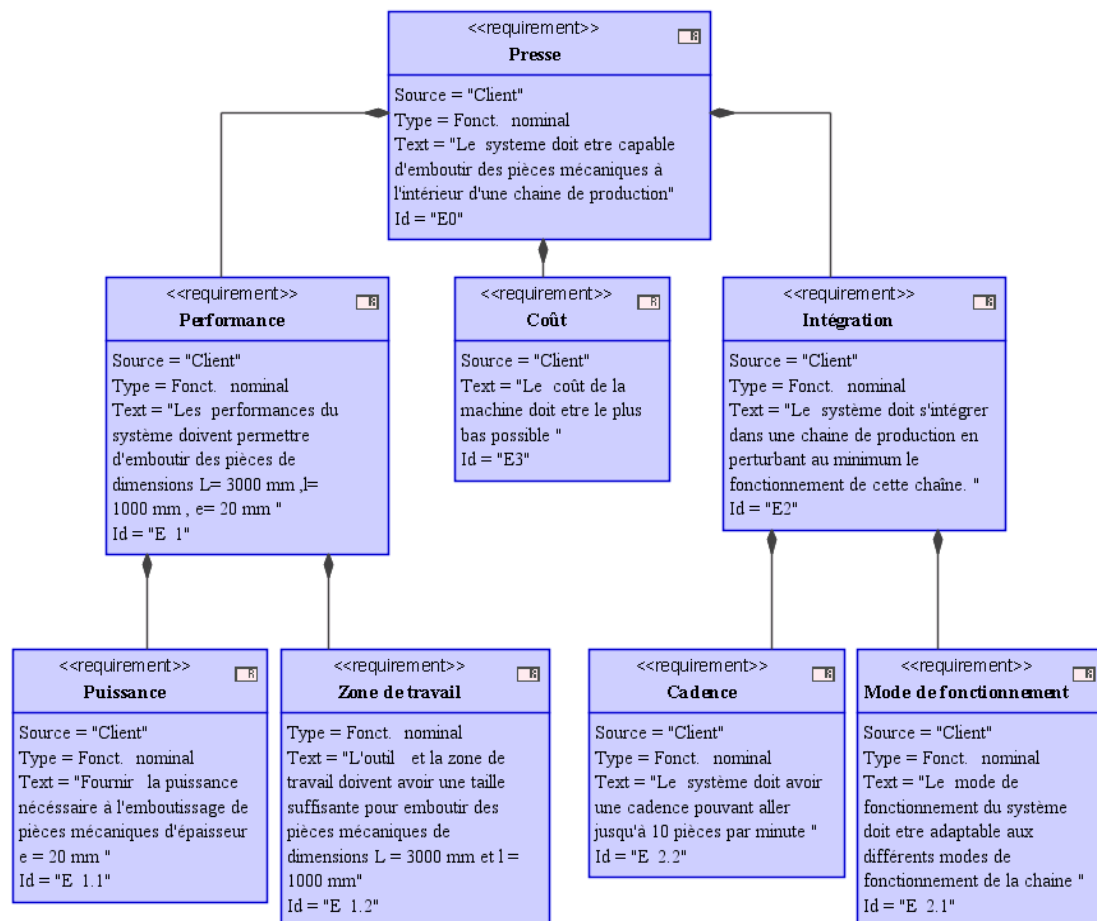 <<requirement>>
Presse
Source = "Client"
Type = Fonct. nominal
Text = "Le systeme doit etre capable
d'emboutir des pièces mécaniques à
l'intérieur d'une chaine de production"
Id = "E0"
<<requirement>>
Performance
Source = "Client"
Type = Fonct. nominal
Text = "Les performances du
système doivent permettre
d'emboutir des pièces de
dimensions L= 3000 mm ,l=
1000 mm , e= 20 mm "
Id = "E 1"
<<requirement>>
Coût
Source = "Client"
Text = "Le coût de la
machine doit etre le plus
bas possible "
Id = "E3"
<<requirement>>
Intégration
Source = "Client"
Type = Fonct. nominal
Text = "Le système doit s'intégrer
dans une chaine de production en
perturbant au minimum le
fonctionnement de cette chaîne. "
Id = "E2"
<<requirement>>
Puissance
Source = "Client"
Type = Fonct. nominal
Text = "Fournir la puissance
nécéssaire à l'emboutissage de
pièces mécaniques d'épaisseur
e = 20 mm "
Id = "E 1.1"
<<requirement>>
Zone de travail
Type = Fonct. nominal
Text = "L'outil et la zone de
travail doivent avoir une taille
suffisante pour emboutir des
pièces mécaniques de
dimensions L = 3000 mm et l =
1000 mm"
Id = "E 1.2"
<<requirement>>
Cadence
Source = "Client"
Type = Fonct. nominal
Text = "Le système doit avoir
une cadence pouvant aller
jusqu'à 10 pièces par minute "
Id = "E 2.2"
<<requirement>>
Mode de fonctionnement
Source = "Client"
Type = Fonct. nominal
Text = "Le mode de
fonctionnement du système
doit etre adaptable aux
différents modes de
fonctionnement de la chaine "
Id = "E 2.1"